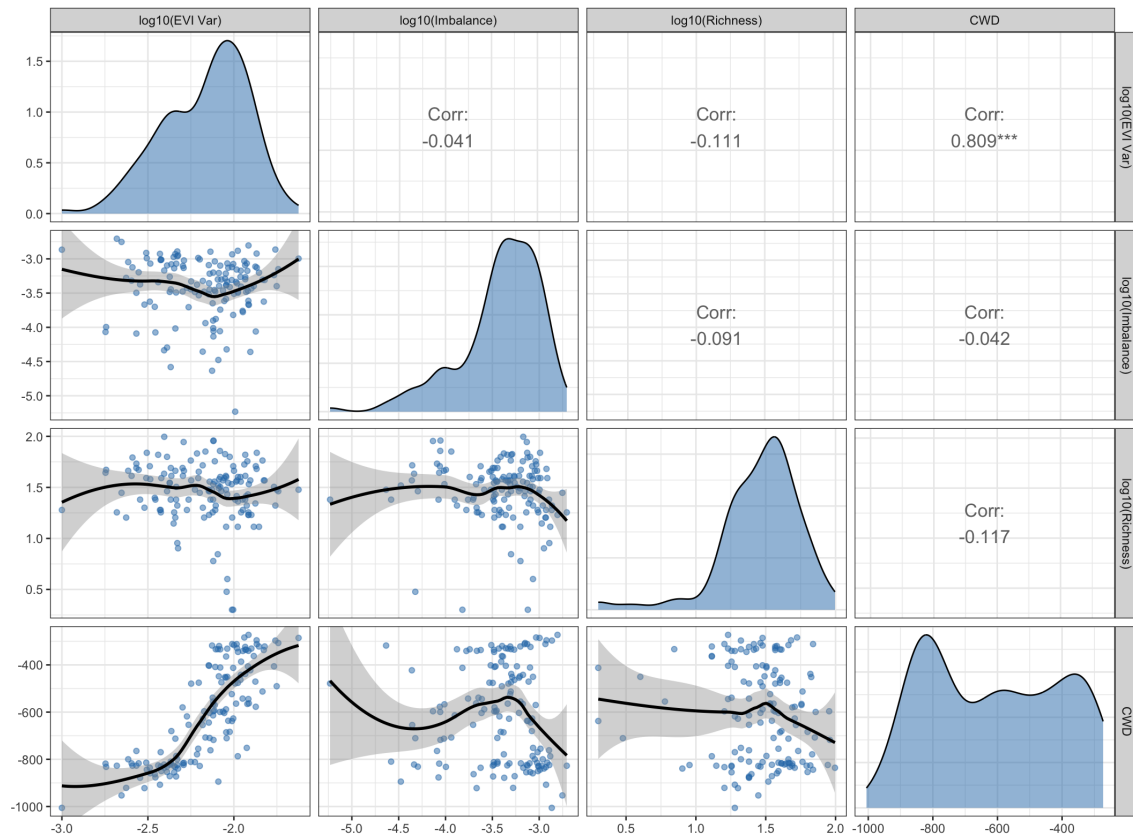 log10(EVI Var) log10(Imbalance) log10(Richness) CWD
1.5
1.0
0.5
0.0
Corr:
-0.041
Corr:
-0.111
Corr:
0.809***
log10(EVI Var)
-3.0
-3.5
-4.0
-4.5
-5.0
Corr:
-0.091
Corr:
-0.042
log10(Imbalance)
2.0
1.5
1.0
0.5
Corr:
-0.117
log10(Richness)
-400
-600
-800
-1000
CWD
-3.0 -2.5 -2.0 -5.0 -4.5 -4.0 -3.5 -3.0 0.5 1.0 1.5 2.0 -1000 -800 -600 -400